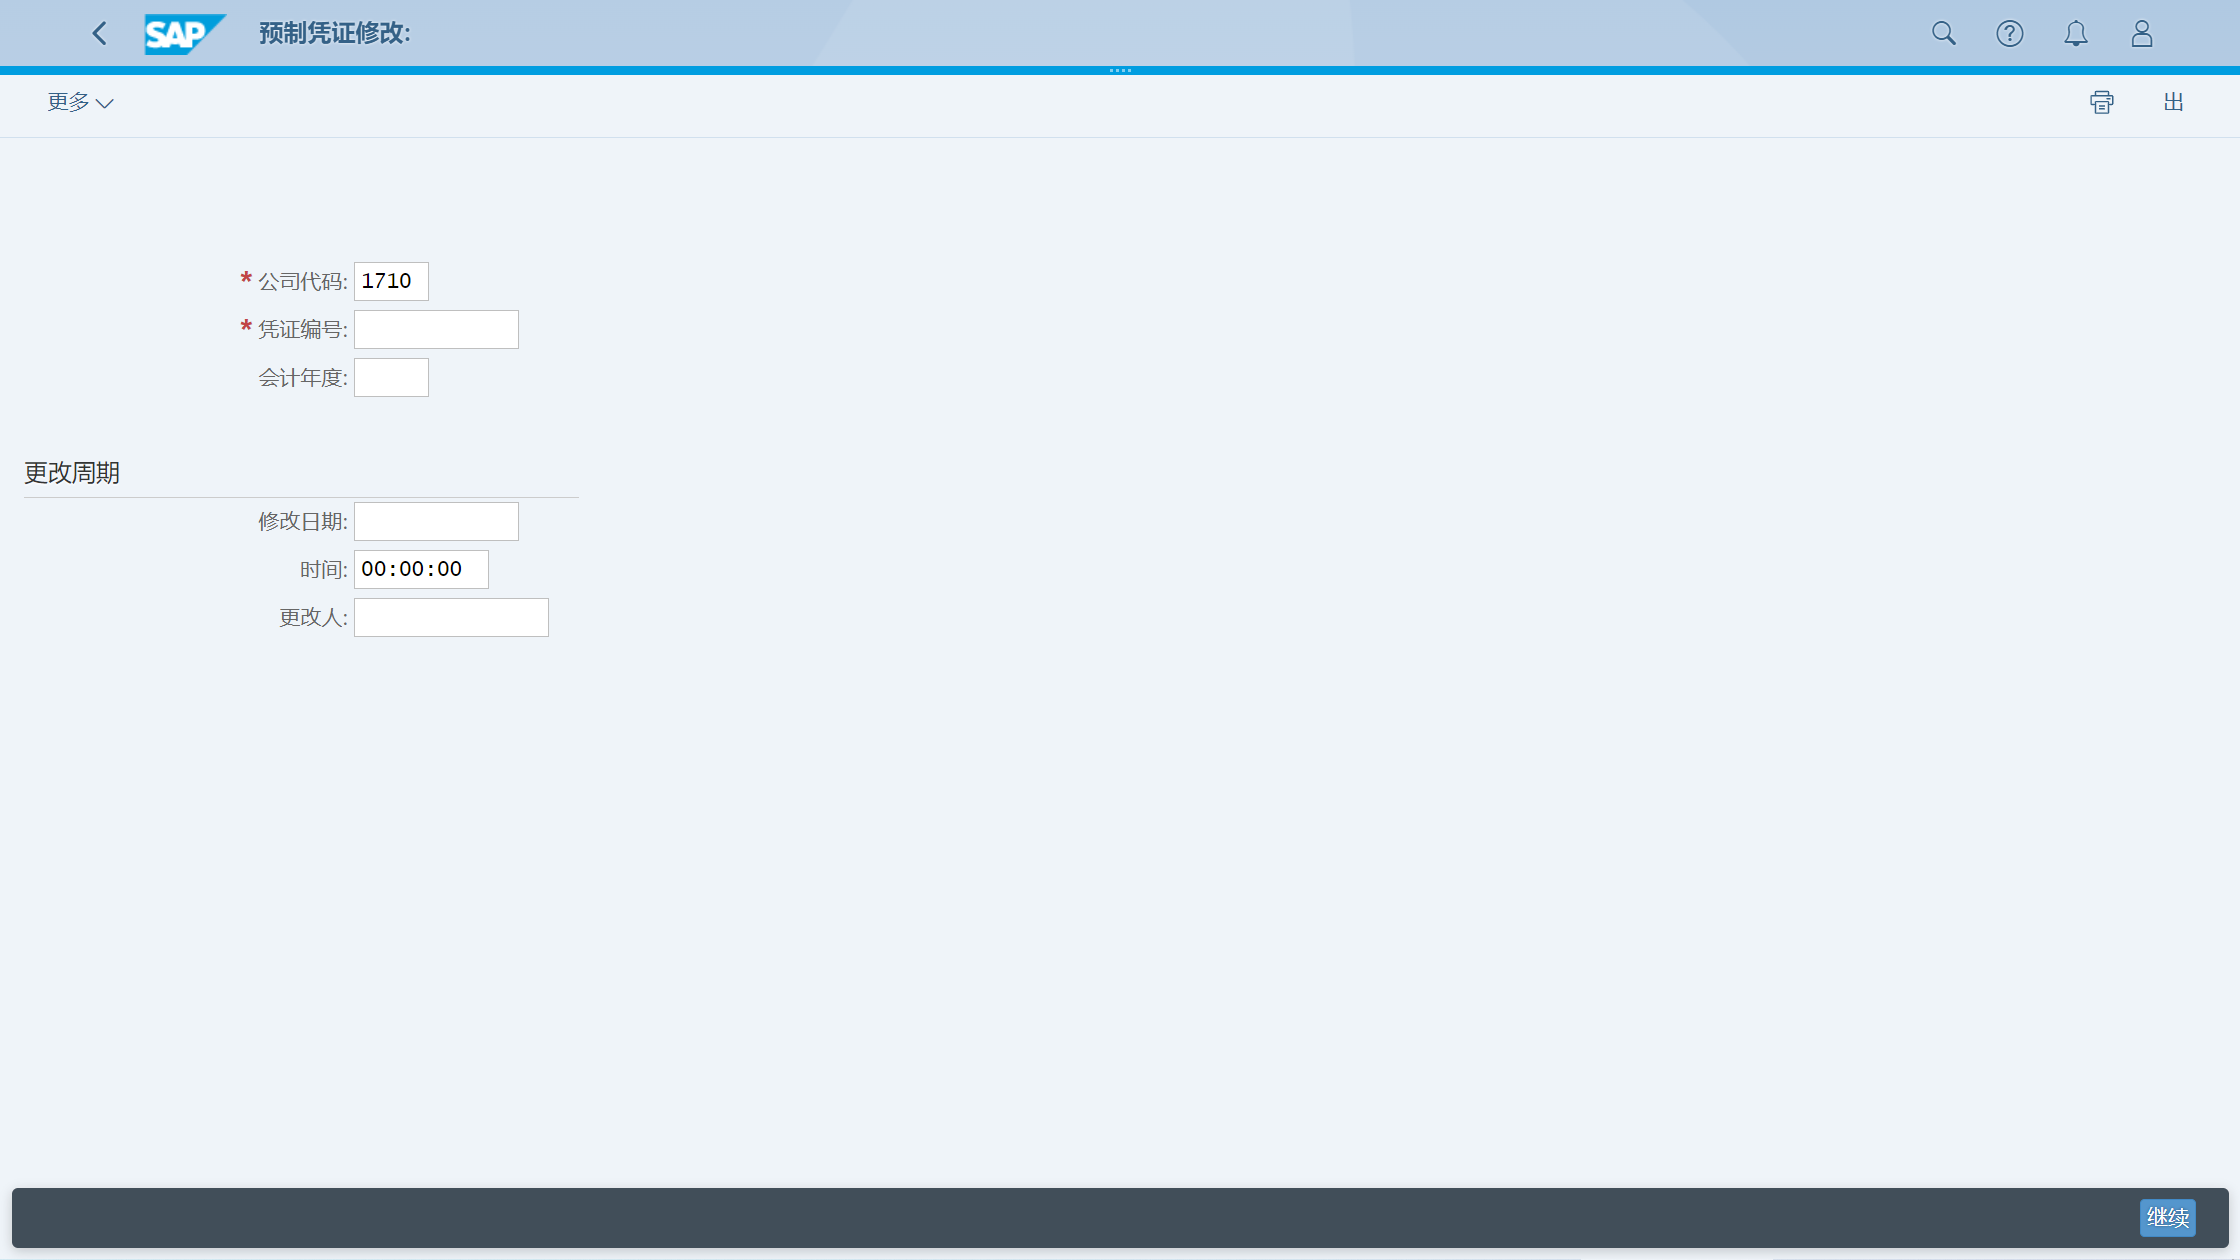 SAP 预制凭证修改:
更多
出
* 公司代码: 1710
* 凭证编号:
会计年度:
更改周期
修改日期:
时间: 00:00:00
更改人:
继续